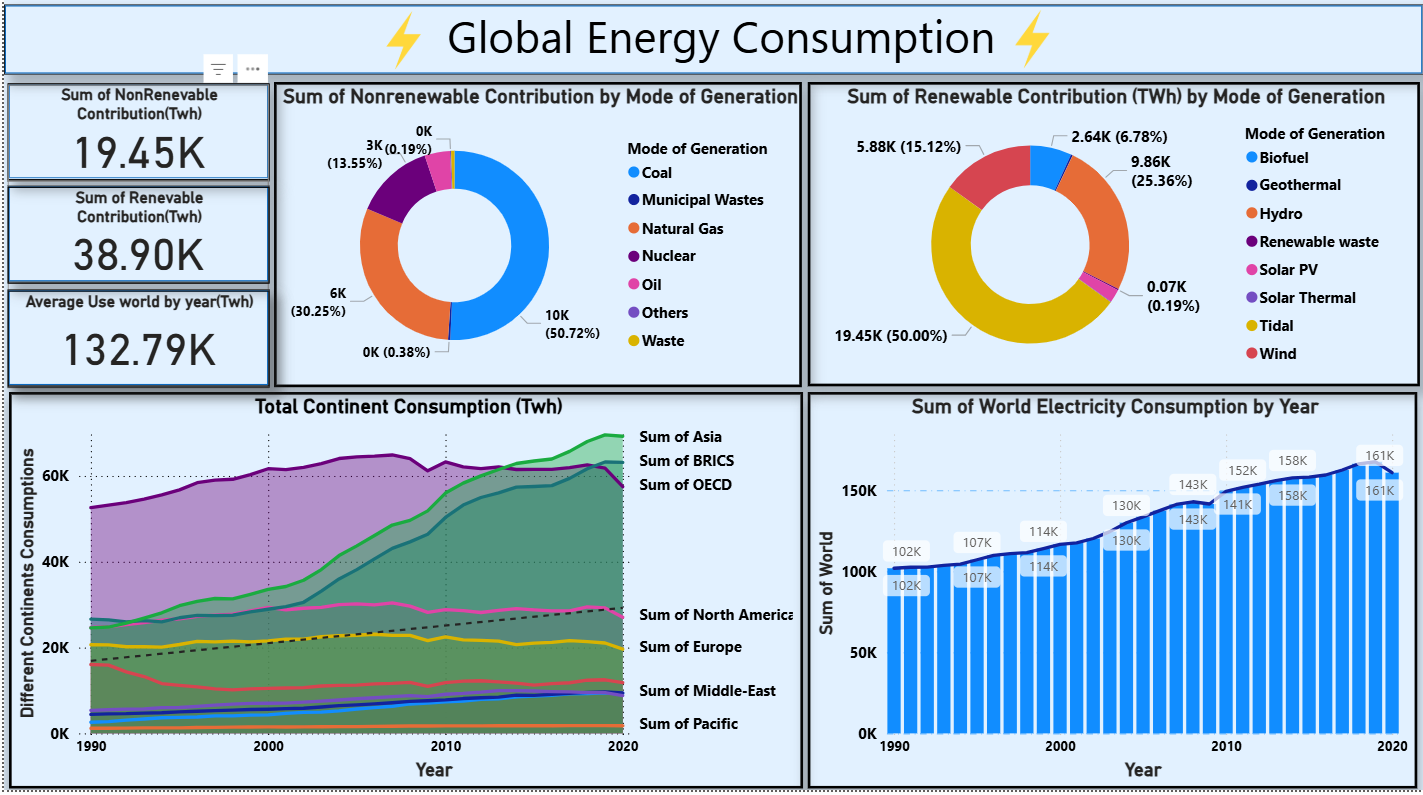 Global Energy Consumption
Sum of NonRenevable
Contribution(Twh)
19.45K
Sum of Renevable
Contribution(Twh)
38.90K
Average Use world by year(Twh)
132.79K
Sum of Nonrenewable Contribution by Mode of Generation
0K
(0.19%)
3K
(13.55%)
6K
(30.25%)
0K (0.38%)
10K
(50.72%)
Mode of Generation
Coal
Municipal Wastes
Natural Gas
Nuclear
Oil
Others
Waste
Sum of Renewable Contribution (TWh) by Mode of Generation
5.88K (15.12%)
2.64K (6.78%)
9.86K
(25.36%)
0.07K
(0.19%)
19.45K (50.00%)
Mode of Generation
Biofuel
Geothermal
Hydro
Renewable waste
Solar PV
Solar Thermal
Tidal
Wind
Total Continent Consumption (Twh)
Different Continents Consumptions
60K
40K
20K
0K
1990
2000
2010
2020
Year
Sum of Asia
Sum of BRICS
Sum of OECD
Sum of North America
Sum of Europe
Sum of Middle-East
Sum of Pacific
Sum of World Electricity Consumption by Year
Sum of World
150K
100K
50K
0K
102K
107K
114K
130K
143K
152K
158K
161K
102K
107K
114K
130K
143K
141K
158K
161K
1990
2000
2010
2020
Year